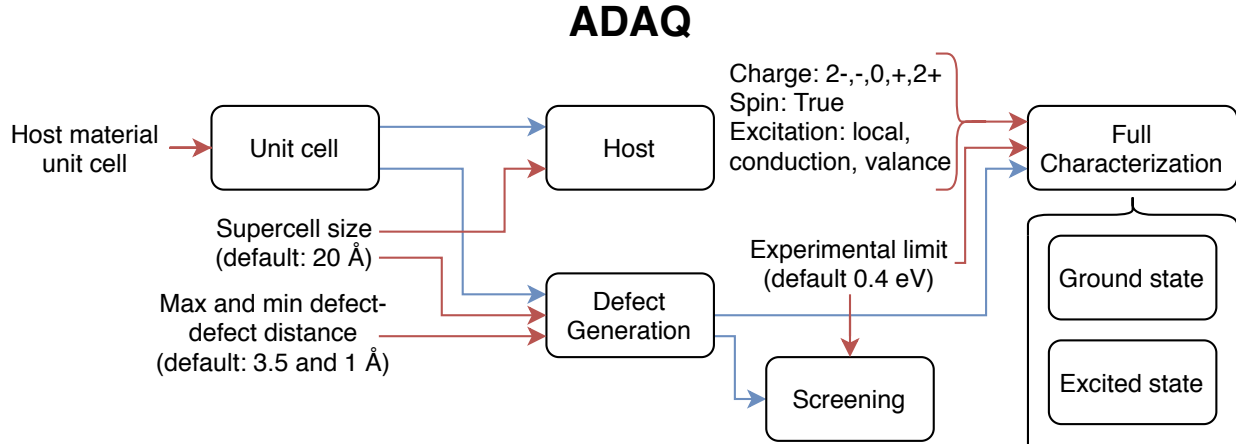 ADAQ
Host material
unit cell
Unit cell
Host
Charge: 2-,-,0,+,2+
Spin: True
Excitation: local,
conduction, valance
Full
Characterization
Supercell size
(default: 20 Å)
Max and min defect-
defect distance
(default: 3.5 and 1 Å)
Defect
Generation
Experimental limit
(default 0.4 eV)
Screening
Ground state
Excited state